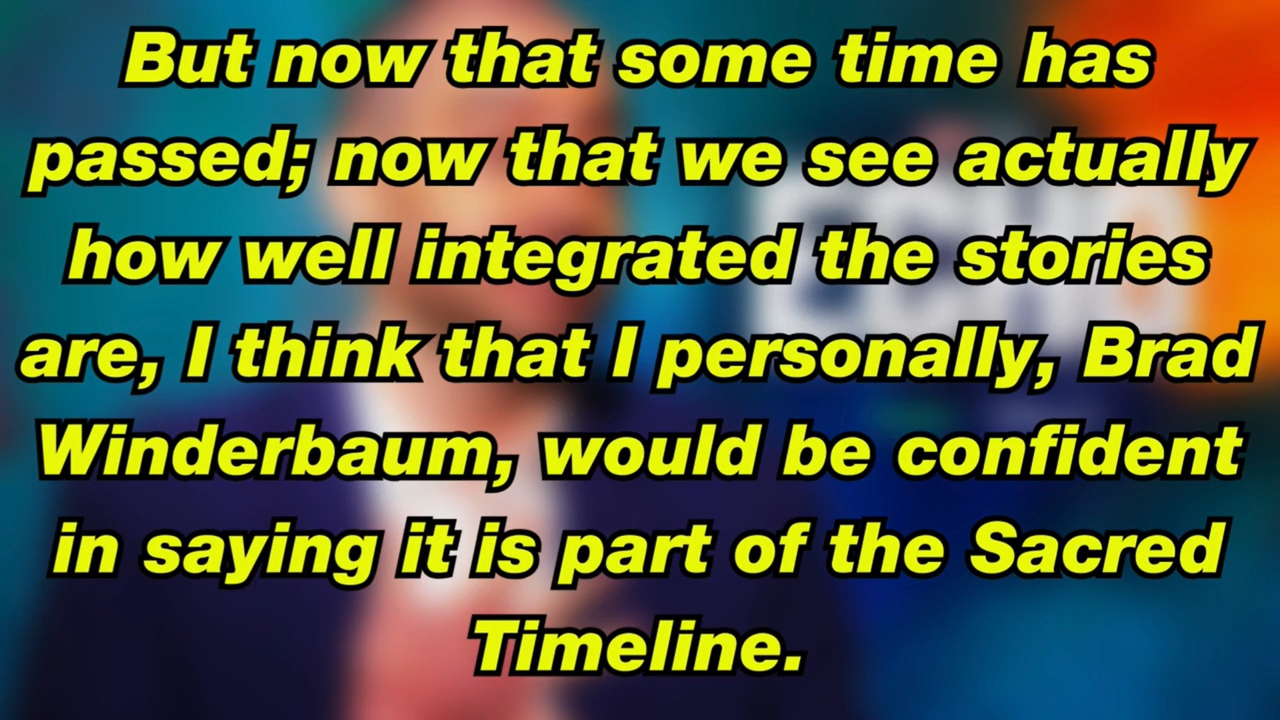 But now that some time has
passed; now that we see actually
how well integrated the stories
are, I think that I personally, Brad
Winderbaum, would be confident
in saying it is part of the Sacred
Timeline.